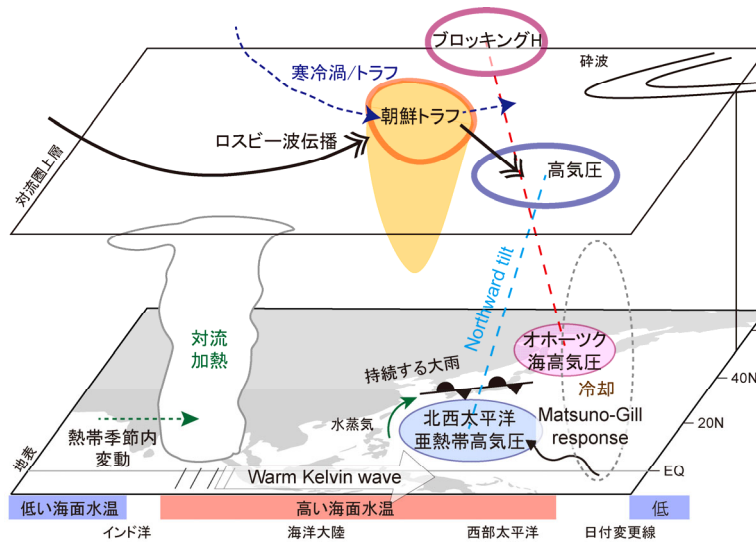 ブロッキングH
砕波
寒冷渦/トラフ
朝鮮トラフ
ロスビー波伝播
高気圧
対流圏上層
Northward tilt
対流
加熱
オホーツク
海高気圧
持続する大雨
冷却
40N
水蒸気
北西太平洋
亜熱帯高気圧
Matsuno-Gill
response
20N
熱帯季節内
変動
地表
Warm Kelvin wave
EQ
低い海面水温
高い海面水温
低
インド洋
海洋大陸
西部太平洋
日付変更線